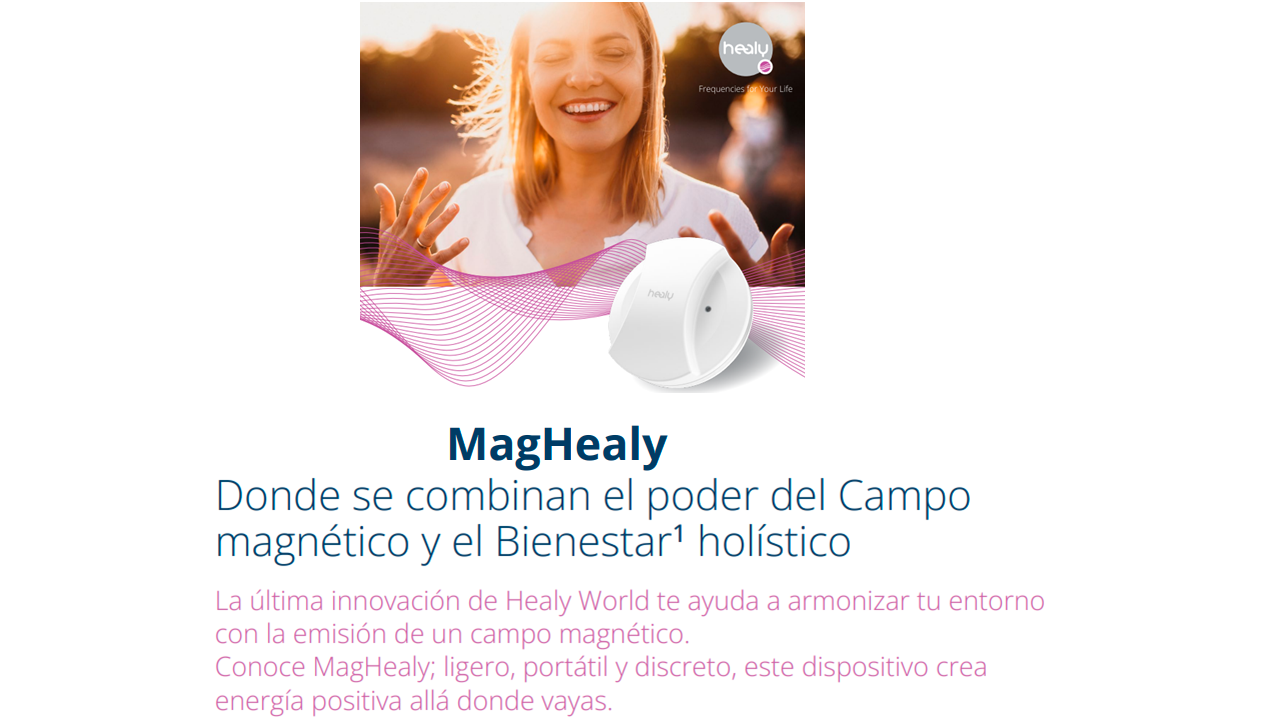 healy
Frequencies for Your Life
healy
MagHealy
Donde se combinan el poder del Campo
magnético y el Bienestar¹ holístico
La última innovación de Healy World te ayuda a armonizar tu entorno
con la emisión de un campo magnético.
Conoce MagHealy; ligero, portátil y discreto, este dispositivo crea
energía positiva allá donde vayas.